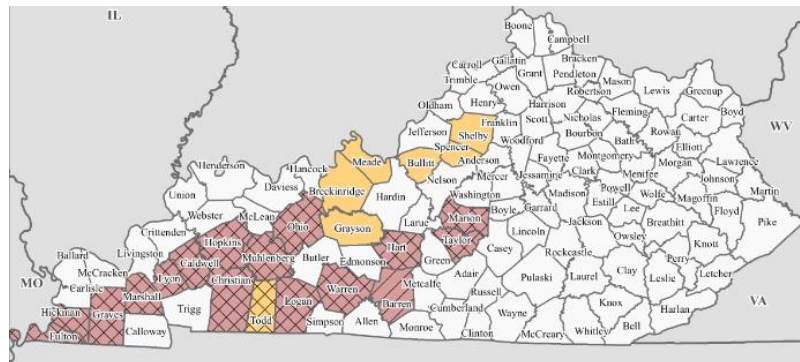 IL
Boone
Campbell
Carroll Gallatin Bracken
Trimble Grant Pendleton Mason
Owen Robertson Lewis Greenup
Oldham Henry Harrison Fleming Boyd
Jefferson Franklin Scott Nicholas Carter
Shelby Bourbon Rowan
Spencer Woodford Bath Elliott
WV
Meade Bullitt Anderson Fayette Montgomery Morgan Lawrence
Hancock Nelson Mercer Jessamine Clark Menifee Johnson
Henderson Daviess Breckinridge Hardin Washington Madison Powell Wolfe Magoffin Martin
Union Webster McLean Marion Boyle Garrard Estill Lee Floyd
Ohio Grayson Larue Lincoln Jackson Breathitt Pike
Crittenden Hopkins Hart Taylor Casey Owsley Knott
Ballard Livingston Caldwell Muhlenberg Butler Edmonson Green Rockcastle Perry
McCracken Lyon Adair Clay Leslie Letcher
MO
Carlisle Marshall Christian Warren Metcalfe Russell Pulaski Laurel
Hickman Graves Trigg Logan Barren Cumberland Wayne Knox Harlan
VA
Fulton Calloway Todd Simpson Allen Monroe Clinton McCreary Whitley Bell